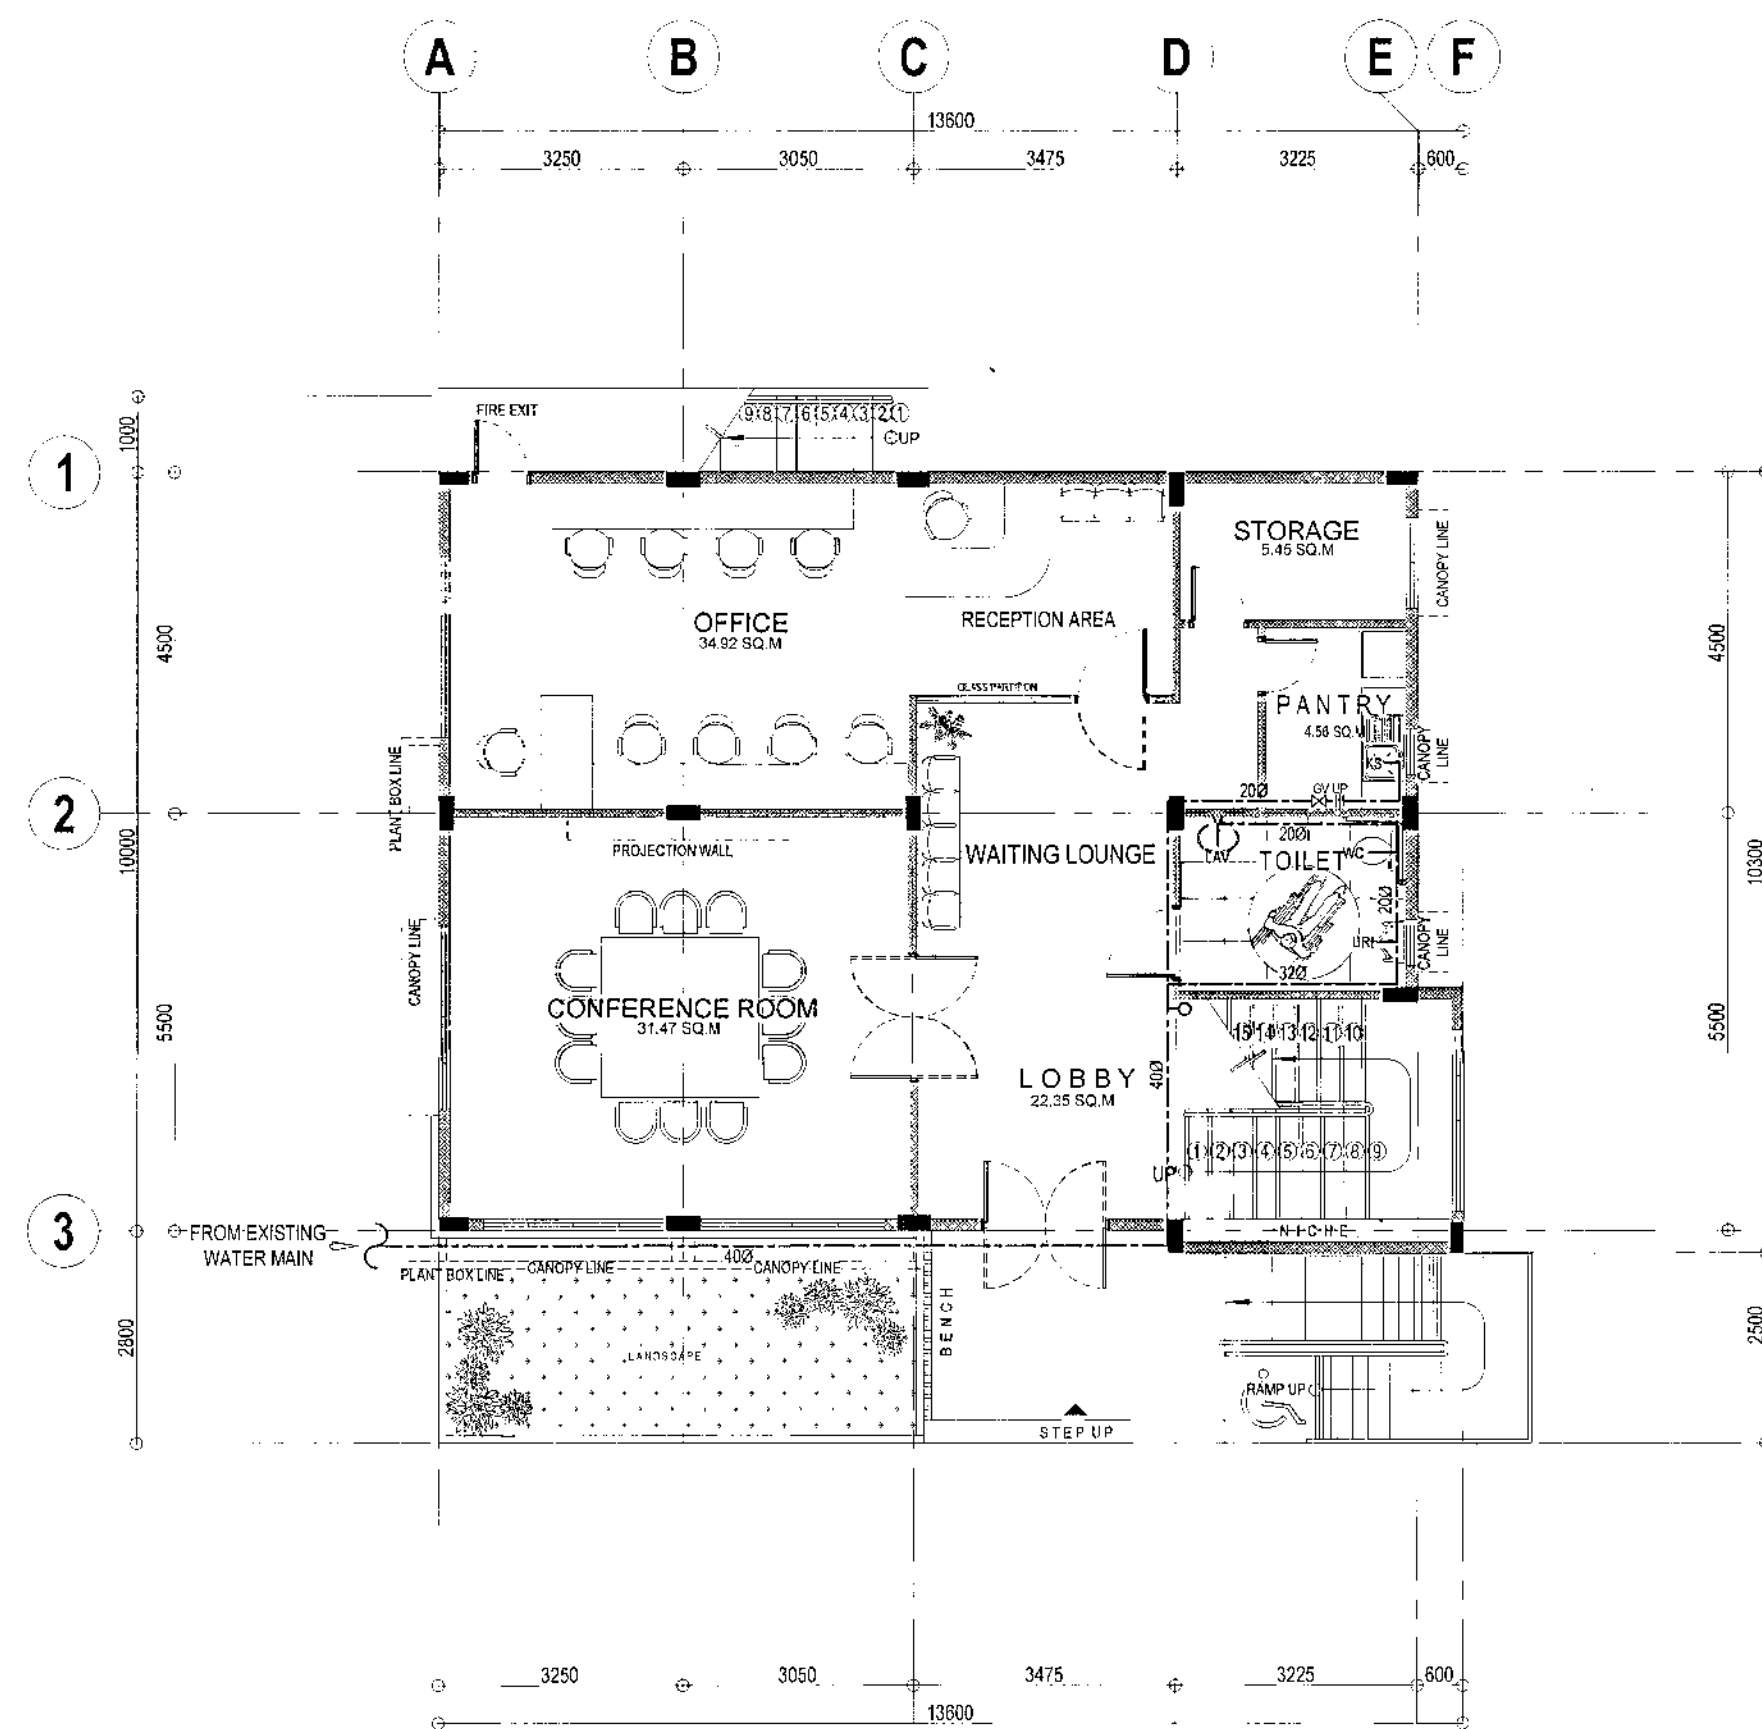 A B C D E F
13600
3250 3050 3475 3225 600
FIRE EXIT
9 8 7 6 5 4 3 2 1
UP
1000
1
STORAGE
5.45 SQ.M
CANOPY LINE
OFFICE
34.92 SQ.M
RECEPTION AREA
4500
4500
GLASS PARTITION
PANTRY
4.56 SQ.M
KS
CANOPY
LINE
PLANT BOX LINE
20Ø
GV UP
2
10000
10300
PROJECTION WALL
WAITING LOUNGE
LAV
20Ø
TOILET
WC
20Ø
URI
CANOPY
LINE
32Ø
CANOPY LINE
CONFERENCE ROOM
31.47 SQ.M
5500
5500
15 14 13 12 11 10
LOBBY
22.35 SQ.M
40Ø
1 2 3 4 5 6 7 8 9
UP
3
FROM EXISTING
WATER MAIN
NICHE
40Ø
PLANT BOX LINE
CANOPY LINE
CANOPY LINE
BENCH
2800
2500
LANDSCAPE
RAMP UP
STEP UP
3250 3050 3475 3225 600
13600